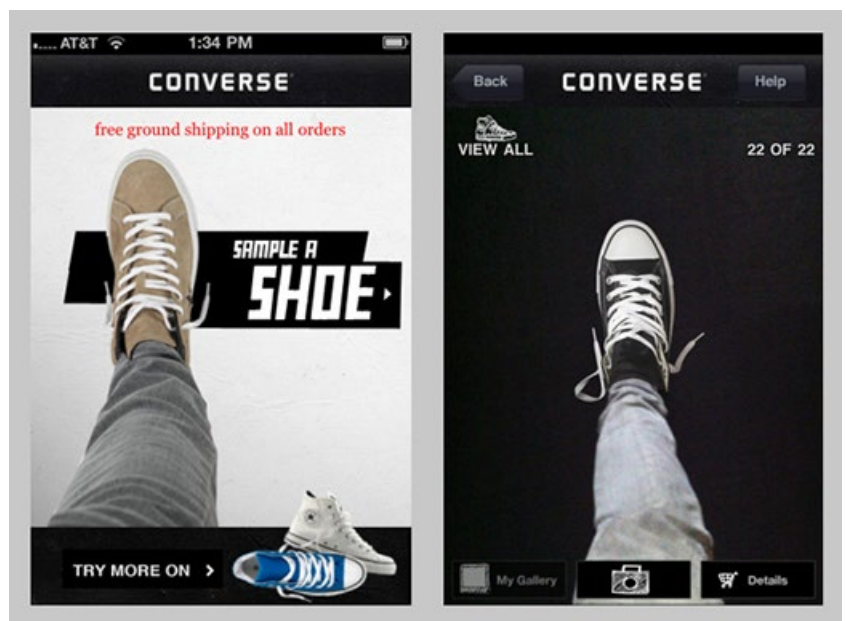 AT&T 1:34 PM
CONVERSE
free ground shipping on all orders
SAMPLE A
SHOE
TRY MORE ON >
Back CONVERSE Help
VIEW ALL 22 OF 22
My Gallery Details